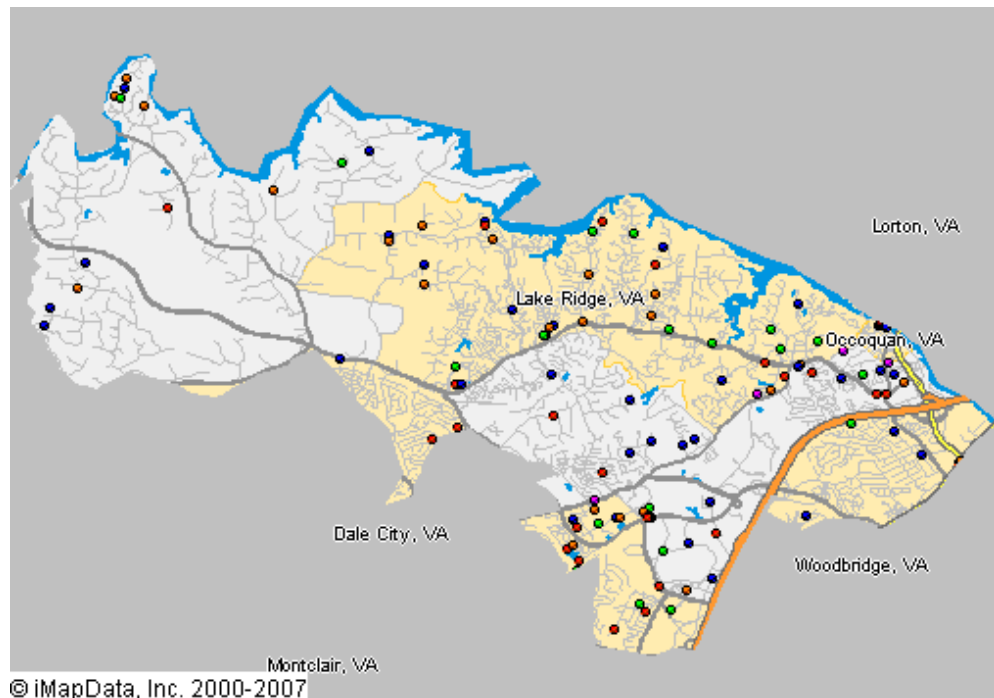 Lorton, VA
Lake Ridge, VA
Occoquan, VA
Dale City, VA
Woodbridge, VA
Montclair, VA
© iMapData, Inc. 2000-2007